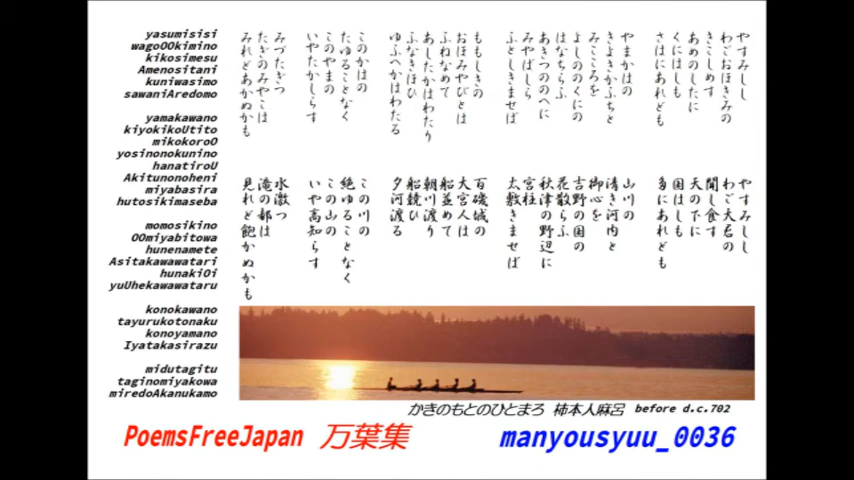 yasumisisi
wagoOOkimino
kikosimesu
Amenositani
kuniwasimo
sawaniAredomo
yamakawano
kiyokikoUtito
mikokoroO
yosinonokunino
hanatiroU
Akitunonoheni
miyabasira
hutosikimaseba
momosikino
OOmiyabitowa
hunenamete
Asitakawawatari
hunakiOi
yuUhekawawataru
konokawano
tayurukotonaku
konoyamano
Iyatakasirazu
midutagitu
taginomiyakowa
miredoAkanukamo
やすみしし
わごおほきみの
きこしめす
あめのしたに
くにはしも
さはにあれども
やまかはの
きよきかふちと
みこころを
よしののくにの
はなちらふ
あきつののへに
みやばしら
ふとしきませば
ももしきの
おほみやびとは
ふねなめて
あしたかはわたり
ふなきほひ
ゆふへかはわたる
このかはの
たゆることなく
このやまの
いやたかしらす
みづたぎつ
たぎのみやこは
みれどあかぬかも
やすみしし
わご大君の
聞し食す
天の下に
国はしも
多にあれども
山川の
清き河内と
御心を
吉野の国の
花散らふ
秋津の野辺に
宮柱
太敷きませば
百磯城の
大宮人は
船並めて
朝川渡り
船競ひ
夕河渡る
この川の
絶ゆることなく
この山の
いや高知らす
水激つ
滝の都は
見れど飽かぬかも
かきのもとのひとまろ 柿本人麻呂 before d.c.702
PoemsFreeJapan 万葉集 manyousyuu_0036